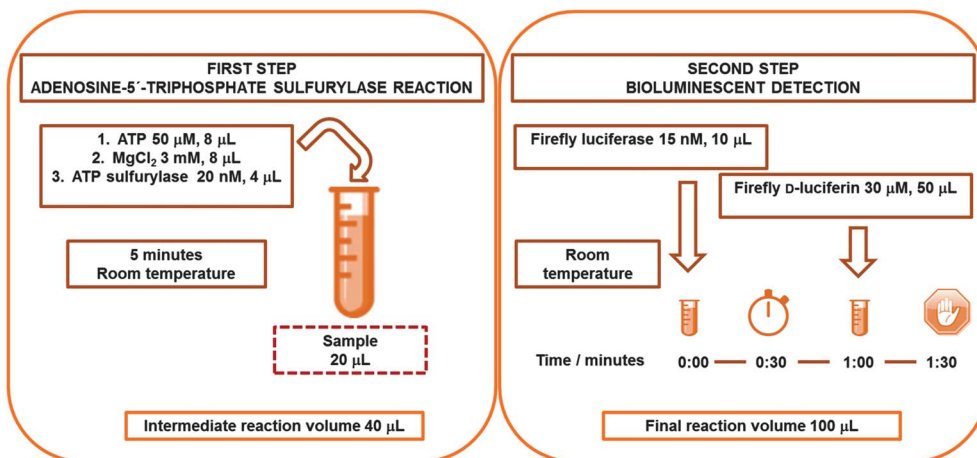 FIRST STEP
ADENOSINE-5´-TRIPHOSPHATE SULFURYLASE REACTION
1. ATP 50 μM, 8 μL
2. MgCl₂ 3 mM, 8 μL
3. ATP sulfurylase 20 nM, 4 μL
5 minutes
Room temperature
Sample
20 μL
Intermediate reaction volume 40 μL
SECOND STEP
BIOLUMINESCENT DETECTION
Firefly luciferase 15 nM, 10 μL
Firefly D-luciferin 30 μM, 50 μL
Room
temperature
Time / minutes 0:00 0:30 1:00 1:30
Final reaction volume 100 μL